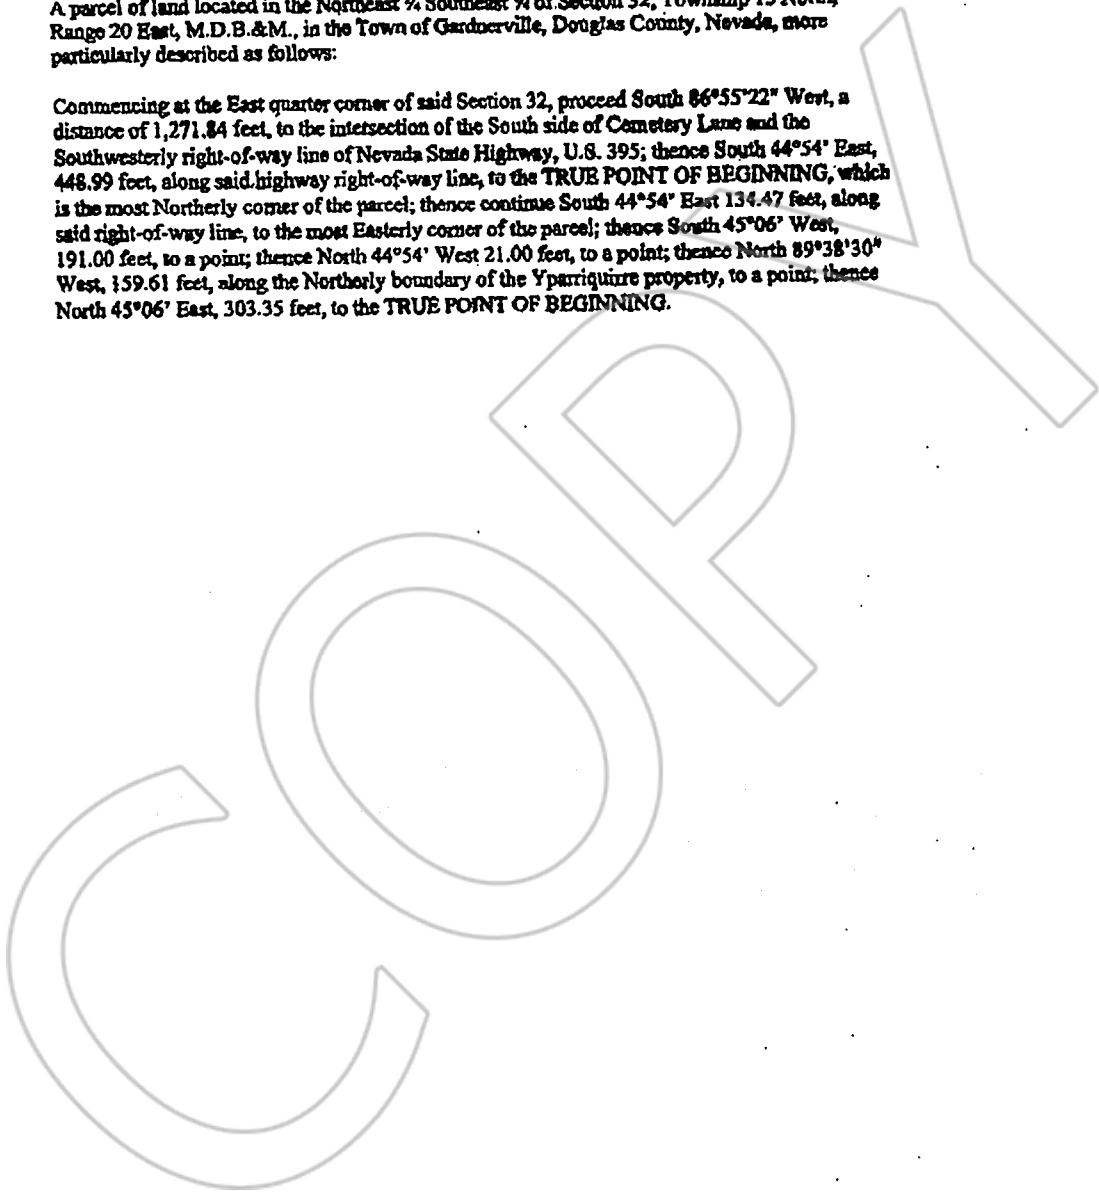 A parcel of land located in the Northeast ¼ Southeast ¼ of Section 32, Township 13 North,
Range 20 East, M.D.B.&M., in the Town of Gardnerville, Douglas County, Nevada, more
particularly described as follows:
Commencing at the East quarter corner of said Section 32, proceed South 86°55'22" West, a
distance of 1,271.84 feet, to the intersection of the South side of Cemetery Lane and the
Southwesterly right-of-way line of Nevada State Highway, U.S. 395; thence South 44°54' East,
448.99 feet, along said highway right-of-way line, to the TRUE POINT OF BEGINNING, which
is the most Northerly corner of the parcel; thence continue South 44°54' East 134.47 feet, along
said right-of-way line, to the most Easterly corner of the parcel; thence South 45°06' West,
191.00 feet, to a point; thence North 44°54' West 21.00 feet, to a point; thence North 89°38'30"
West, 159.61 feet, along the Northerly boundary of the Yparriquirre property, to a point; thence
North 45°06' East, 303.35 feet, to the TRUE POINT OF BEGINNING.
COPY